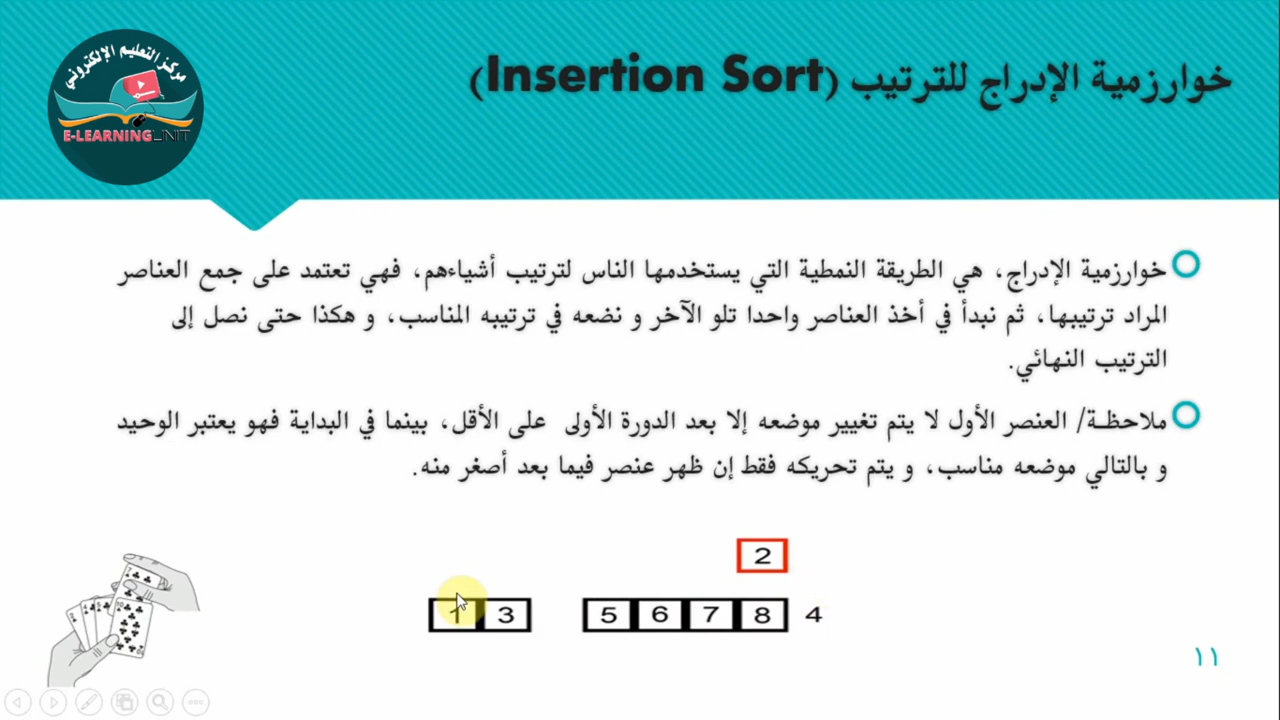 مركز التعليم الإلكتروني
E-LEARNING UNIT
خوارزمية الإدراج للترتيب (Insertion Sort)
خوارزمية الإدراج، هي الطريقة النمطية التي يستخدمها الناس لترتيب أشياءهم، فهي تعتمد على جمع العناصر
المراد ترتيبها، ثم نبدأ في أخذ العناصر واحدا تلو الآخر و نضعه في ترتيبه المناسب، و هكذا حتى نصل إلى
الترتيب النهائي.
ملاحظة/ العنصر الأول لا يتم تغيير موضعه إلا بعد الدورة الأولى على الأقل، بينما في البداية فهو يعتبر الوحيد
و بالتالي موضعه مناسب، و يتم تحريكه فقط إن ظهر عنصر فيما بعد أصغر منه.
2
1 3 5 6 7 8 4
١١